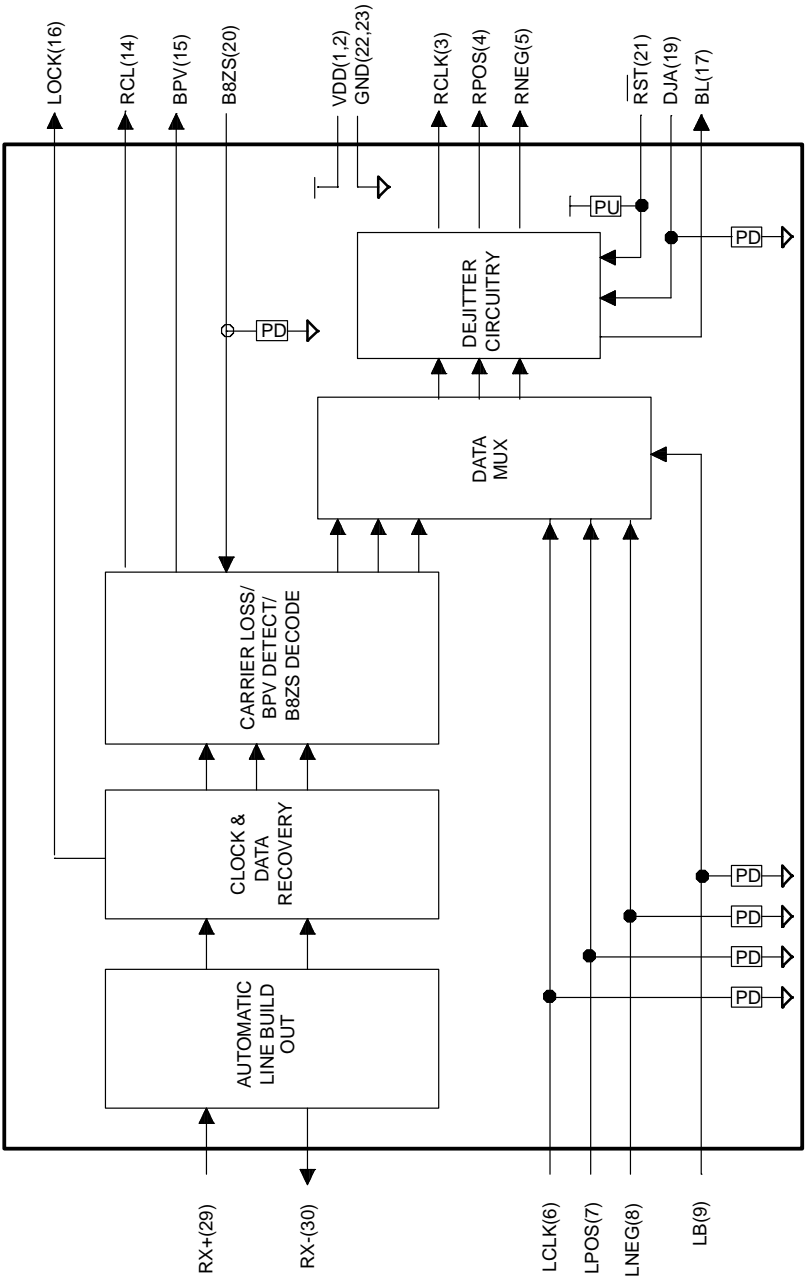 LOCK(16)
RCL(14)
BPV(15)
B8ZS(20)
VDD(1,2)
GND(22,23)
RCLK(3)
RPOS(4)
RNEG(5)
RST(21)
DJA(19)
BL(17)
PU
PD
PD
DEJITTER
CIRCUITRY
DATA
MUX
CARRIER LOSS/
BPV DETECT/
B8ZS DECODE
CLOCK &
DATA
RECOVERY
AUTOMATIC
LINE BUILD
OUT
PD
PD
PD
PD
RX+(29)
RX-(30)
LCLK(6)
LPOS(7)
LNEG(8)
LB(9)